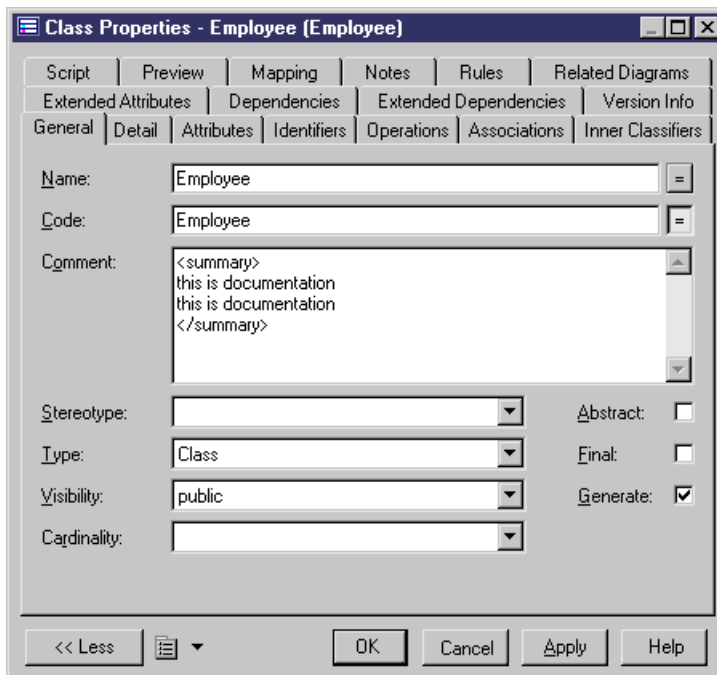 Class Properties - Employee (Employee)
Script Preview Mapping Notes Rules Related Diagrams
Extended Attributes Dependencies Extended Dependencies Version Info
General Detail Attributes Identifiers Operations Associations Inner Classifiers
Name: Employee =
Code: Employee =
Comment: <summary>
this is documentation
this is documentation
</summary>
Stereotype: Abstract:
Type: Class Final:
Visibility: public Generate:
Cardinality:
<< Less OK Cancel Apply Help